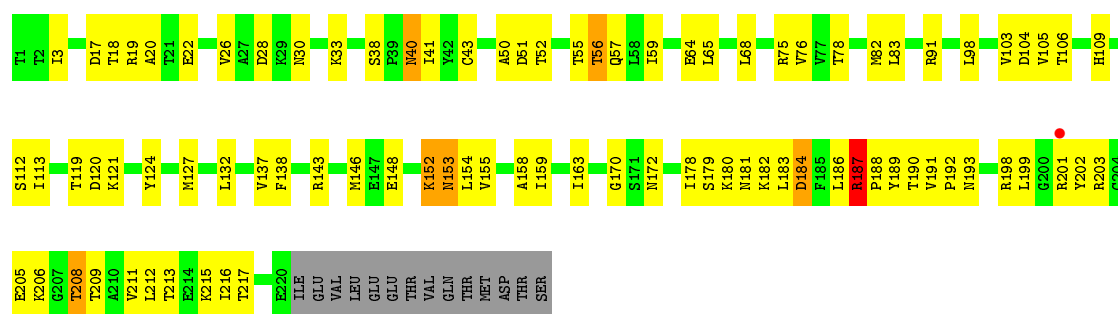 T1 T2 I3 D17 T18 R19 A20 T21 E22 V26 A27 D28 K29 N30 K33 S38 P39 N40 I41 Y42 C43 A50 D51 T52 T55 T56 Q57 L58 I59 E64 L65 L68 R75 V76 V77 T78 M82 L83 R91 L98 V103 D104 V105 T106 H109
S112 I113 T119 D120 K121 Y124 M127 L132 V137 F138 R143 M146 E147 E148 K152 N153 L154 V155 A158 I159 I163 G170 S171 N172 I178 S179 K180 N181 K182 L183 D184 F185 L186 R187 P188 Y189 T190 V191 P192 N193 R198 L199 G200 R201 Y202 R203 G204
E205 K206 G207 T208 T209 A210 V211 L212 T213 E214 K215 I216 T217 E220 ILE GLU VAL LEU GLU GLU THR VAL GLN THR MET ASP THR SER